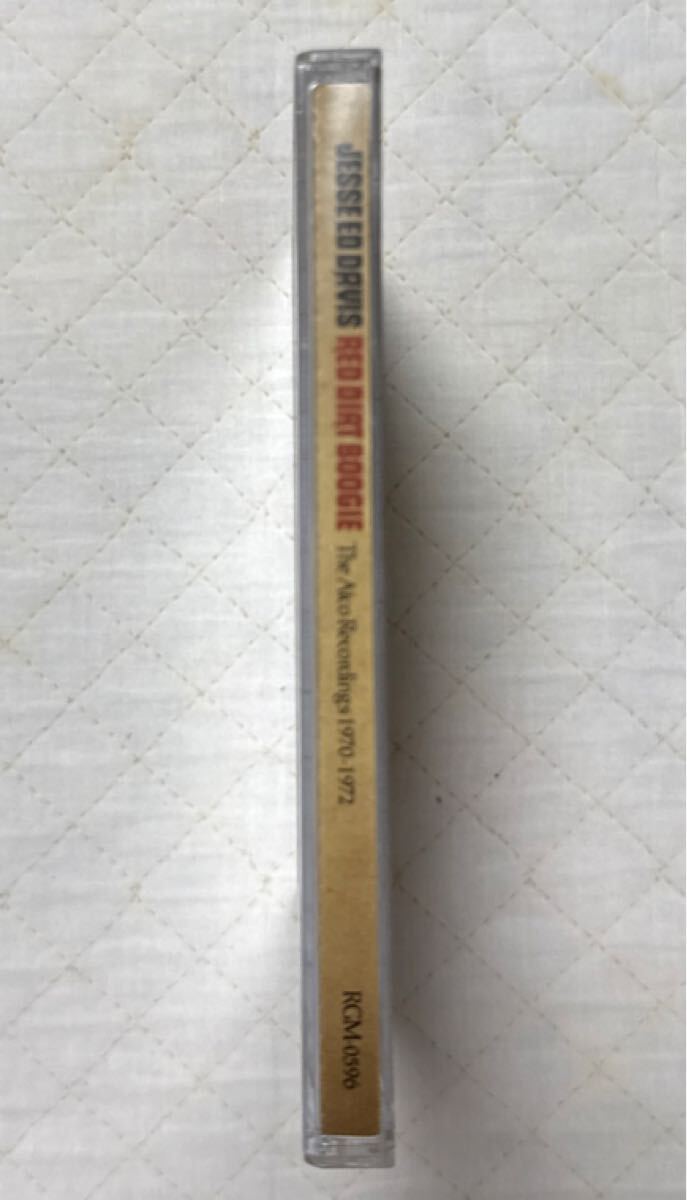 JESSE ED DAVIS RED DIRT BOOGIE The Atco Recordings 1970-1972 RGM-0596